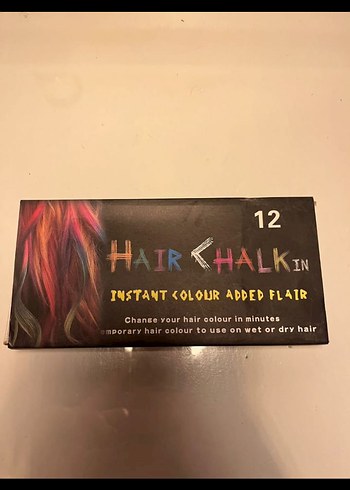 12
HAIR CHALKIN
INSTANT COLOUR ADDED FLAIR
Change your hair colour in minutes
emporary hair colour to use on wet or dry hair